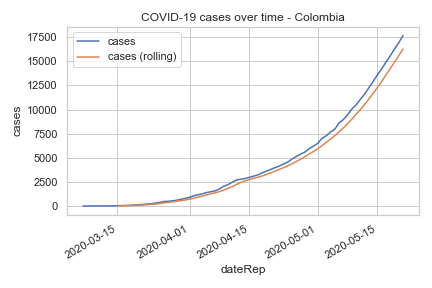 COVID-19 cases over time - Colombia
cases
cases (rolling)
17500
15000
12500
10000
7500
5000
2500
0
cases
2020-03-15
2020-04-01
2020-04-15
2020-05-01
2020-05-15
dateRep